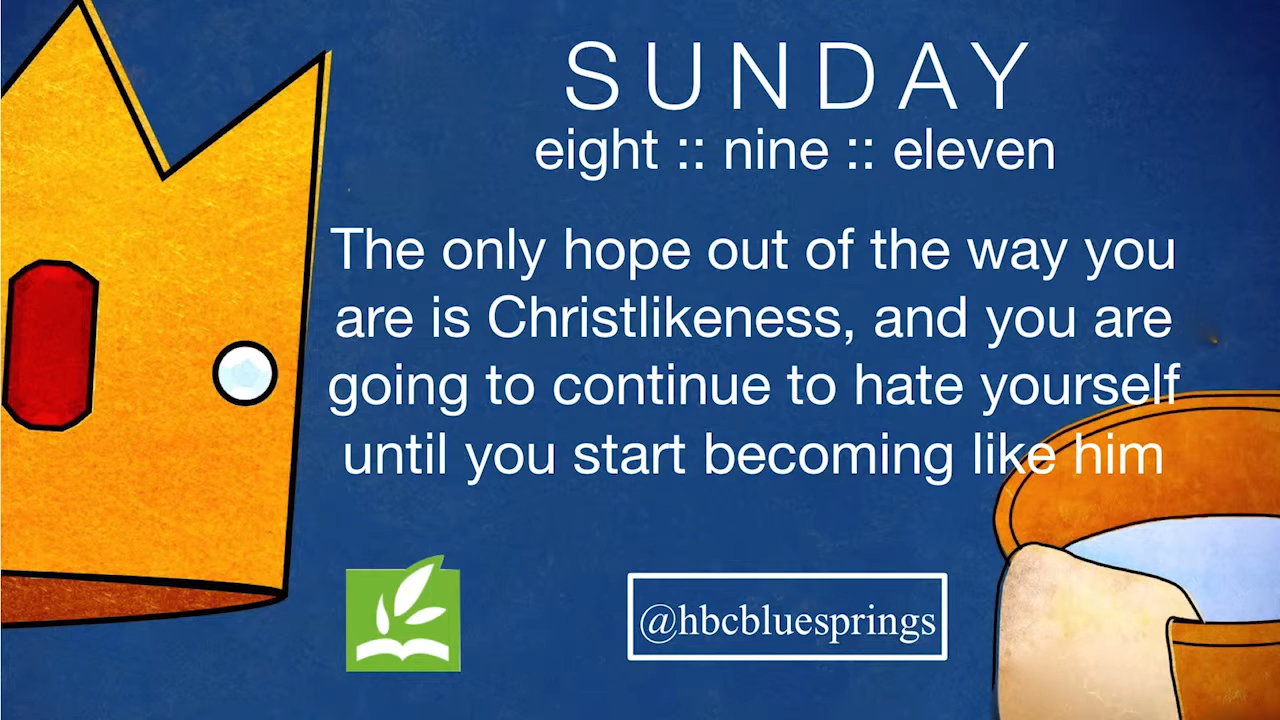 SUNDAY
eight :: nine :: eleven
The only hope out of the way you
are is Christlikeness, and you are
going to continue to hate yourself
until you start becoming like him
@hbcbluesprings